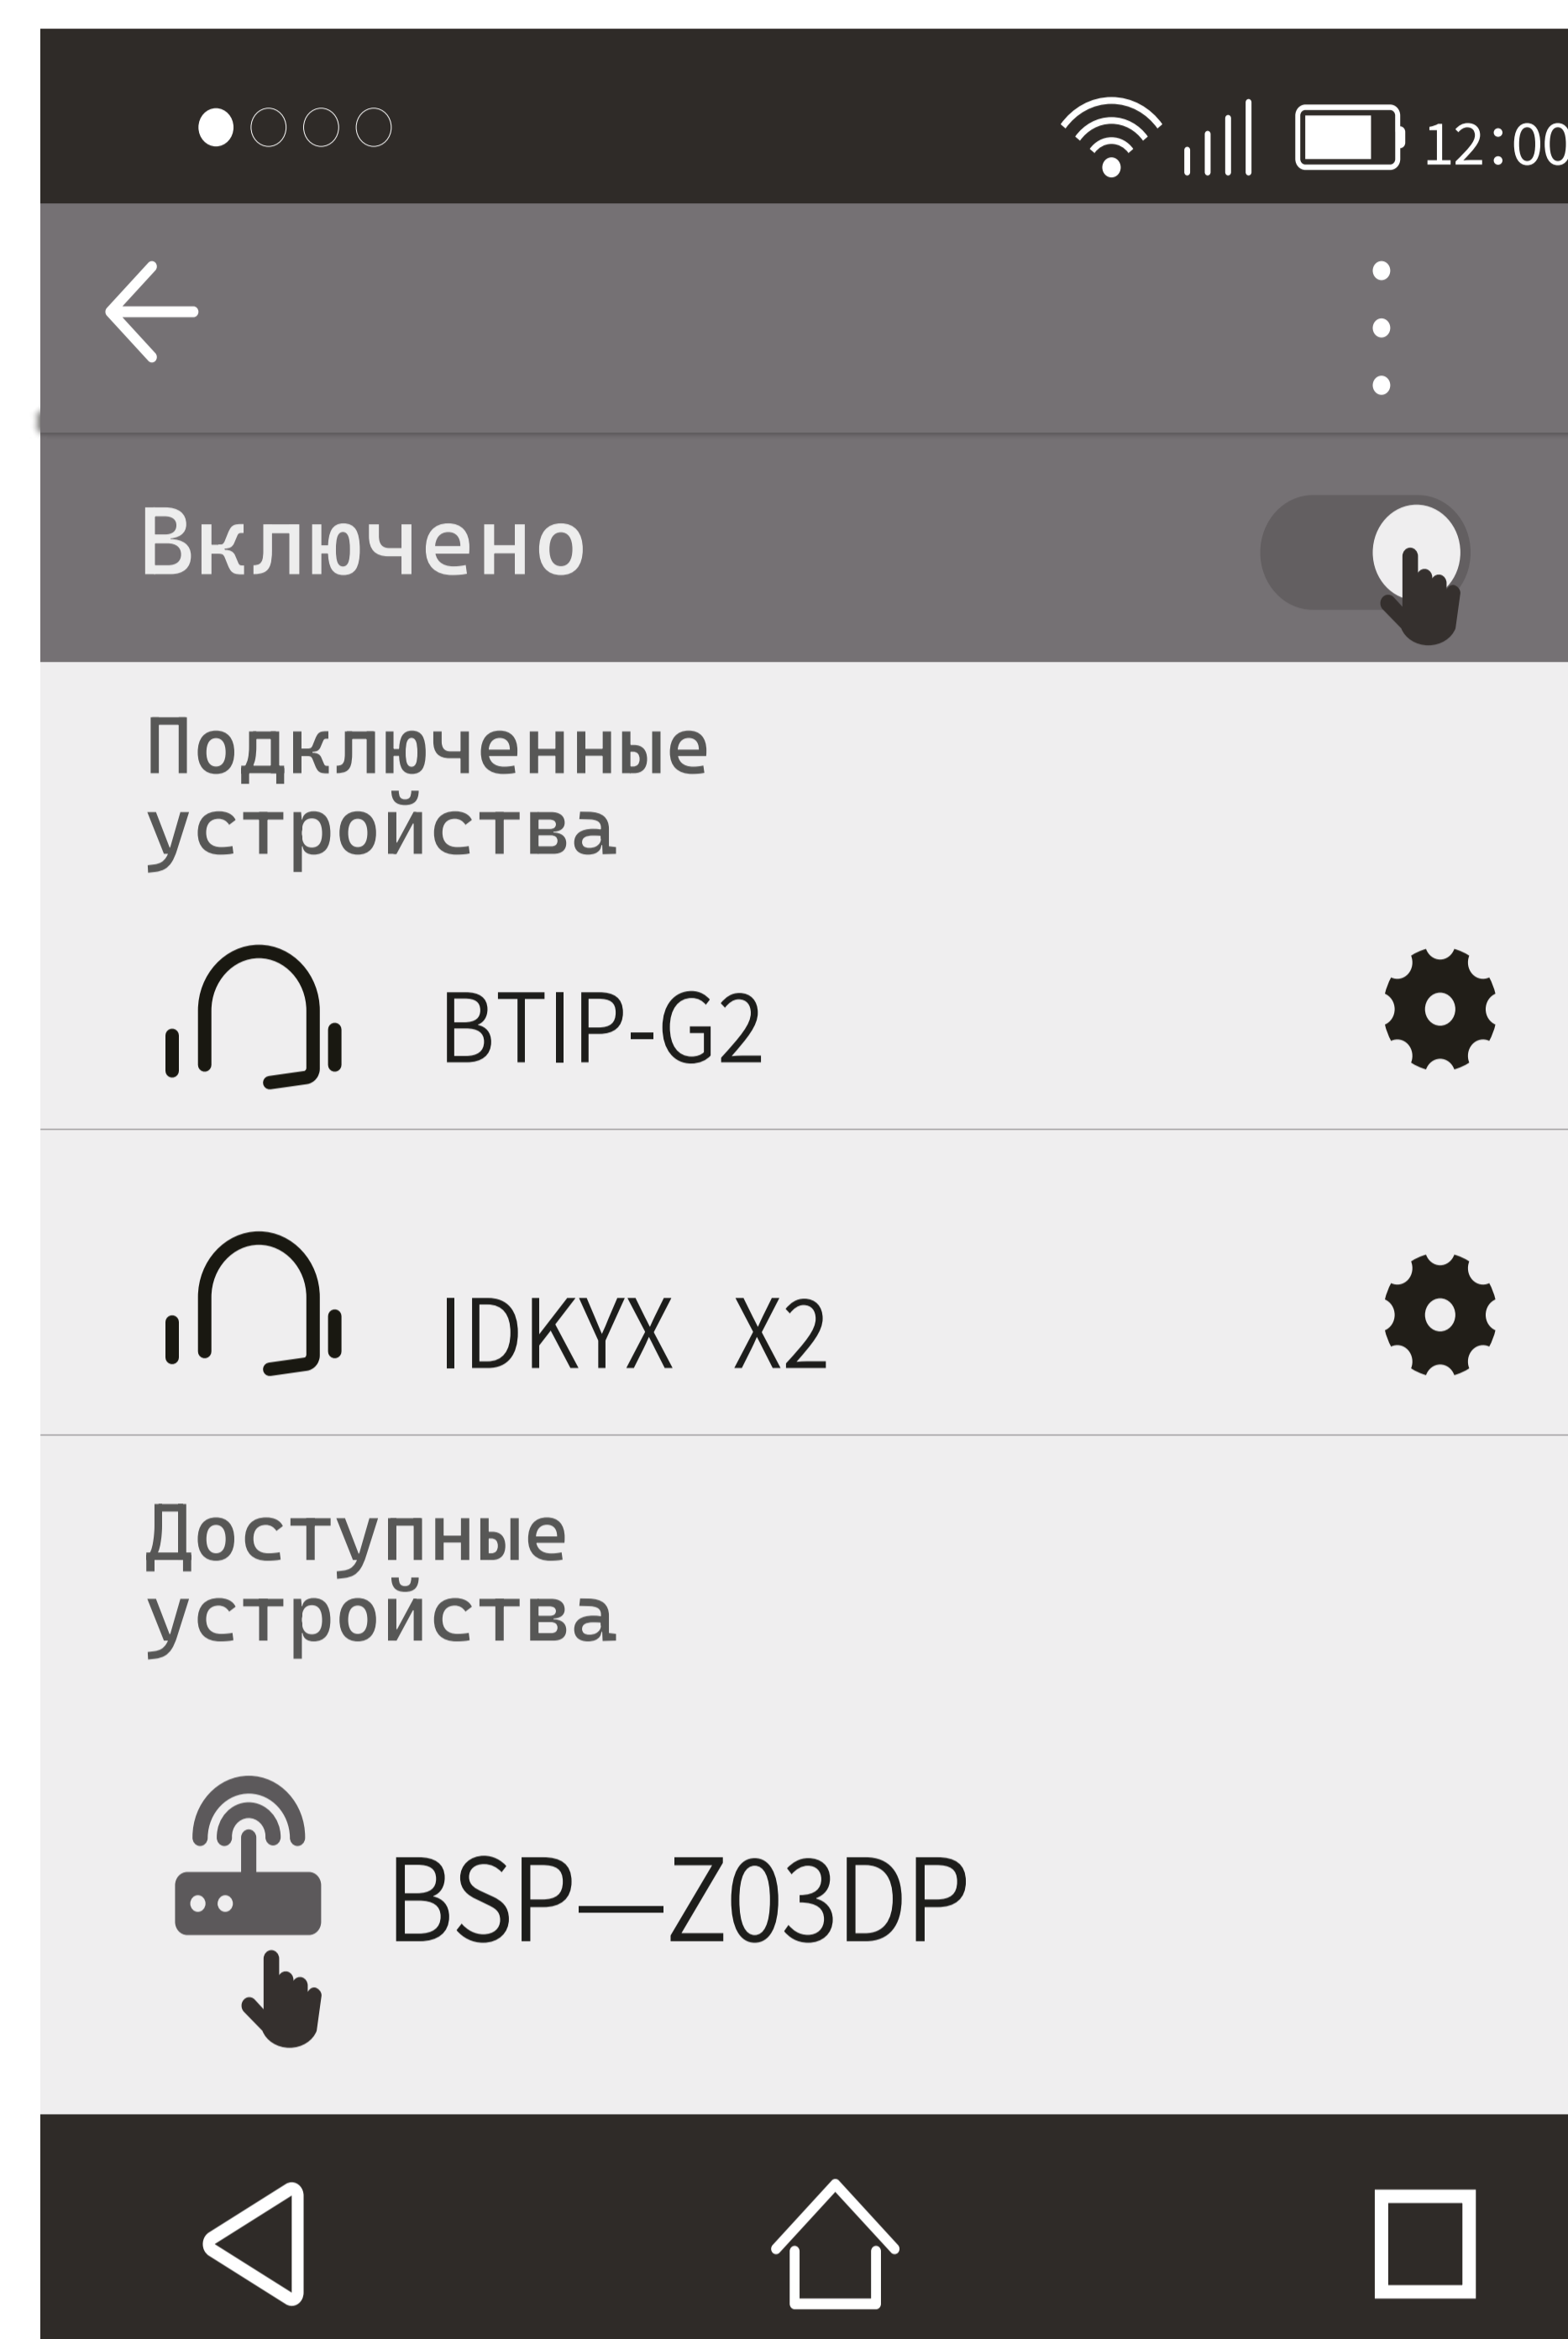 12:00
Включено
Подключенные
устройства
BTIP-G2
IDKYX X2
Доступные
устройства
BSP—Z03DP